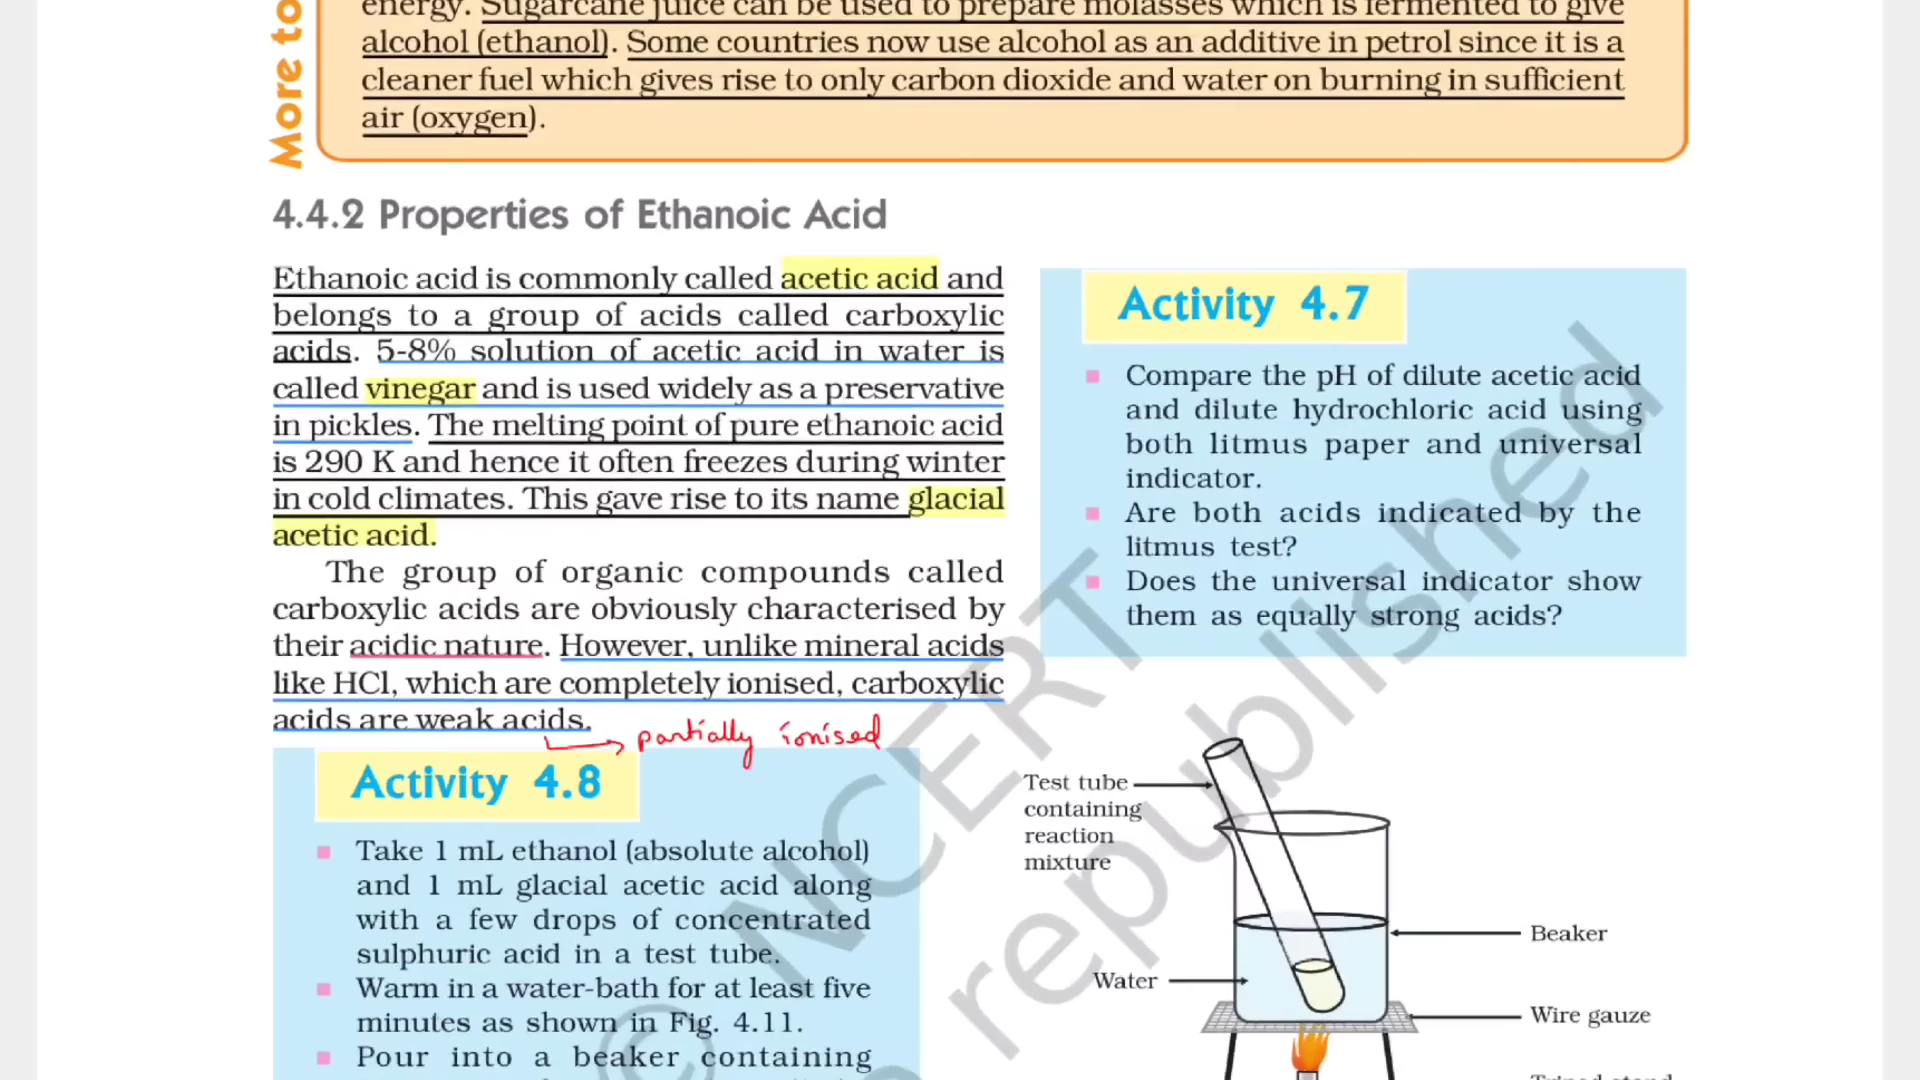 More to
energy. Sugarcane juice can be used to prepare molasses which is fermented to give
alcohol (ethanol). Some countries now use alcohol as an additive in petrol since it is a
cleaner fuel which gives rise to only carbon dioxide and water on burning in sufficient
air (oxygen).
4.4.2 Properties of Ethanoic Acid
Ethanoic acid is commonly called acetic acid and
belongs to a group of acids called carboxylic
acids. 5-8% solution of acetic acid in water is
called vinegar and is used widely as a preservative
in pickles. The melting point of pure ethanoic acid
is 290 K and hence it often freezes during winter
in cold climates. This gave rise to its name glacial
acetic acid.
The group of organic compounds called
carboxylic acids are obviously characterised by
their acidic nature. However, unlike mineral acids
like HCl, which are completely ionised, carboxylic
acids are weak acids.
partially ionised
Activity 4.7
Compare the pH of dilute acetic acid
and dilute hydrochloric acid using
both litmus paper and universal
indicator.
Are both acids indicated by the
litmus test?
Does the universal indicator show
them as equally strong acids?
Activity 4.8
Take 1 mL ethanol (absolute alcohol)
and 1 mL glacial acetic acid along
with a few drops of concentrated
sulphuric acid in a test tube.
Warm in a water-bath for at least five
minutes as shown in Fig. 4.11.
Pour into a beaker containing
Test tube
containing
reaction
mixture
Beaker
Water
Wire gauze
Tripod stand
© NCERT
republished